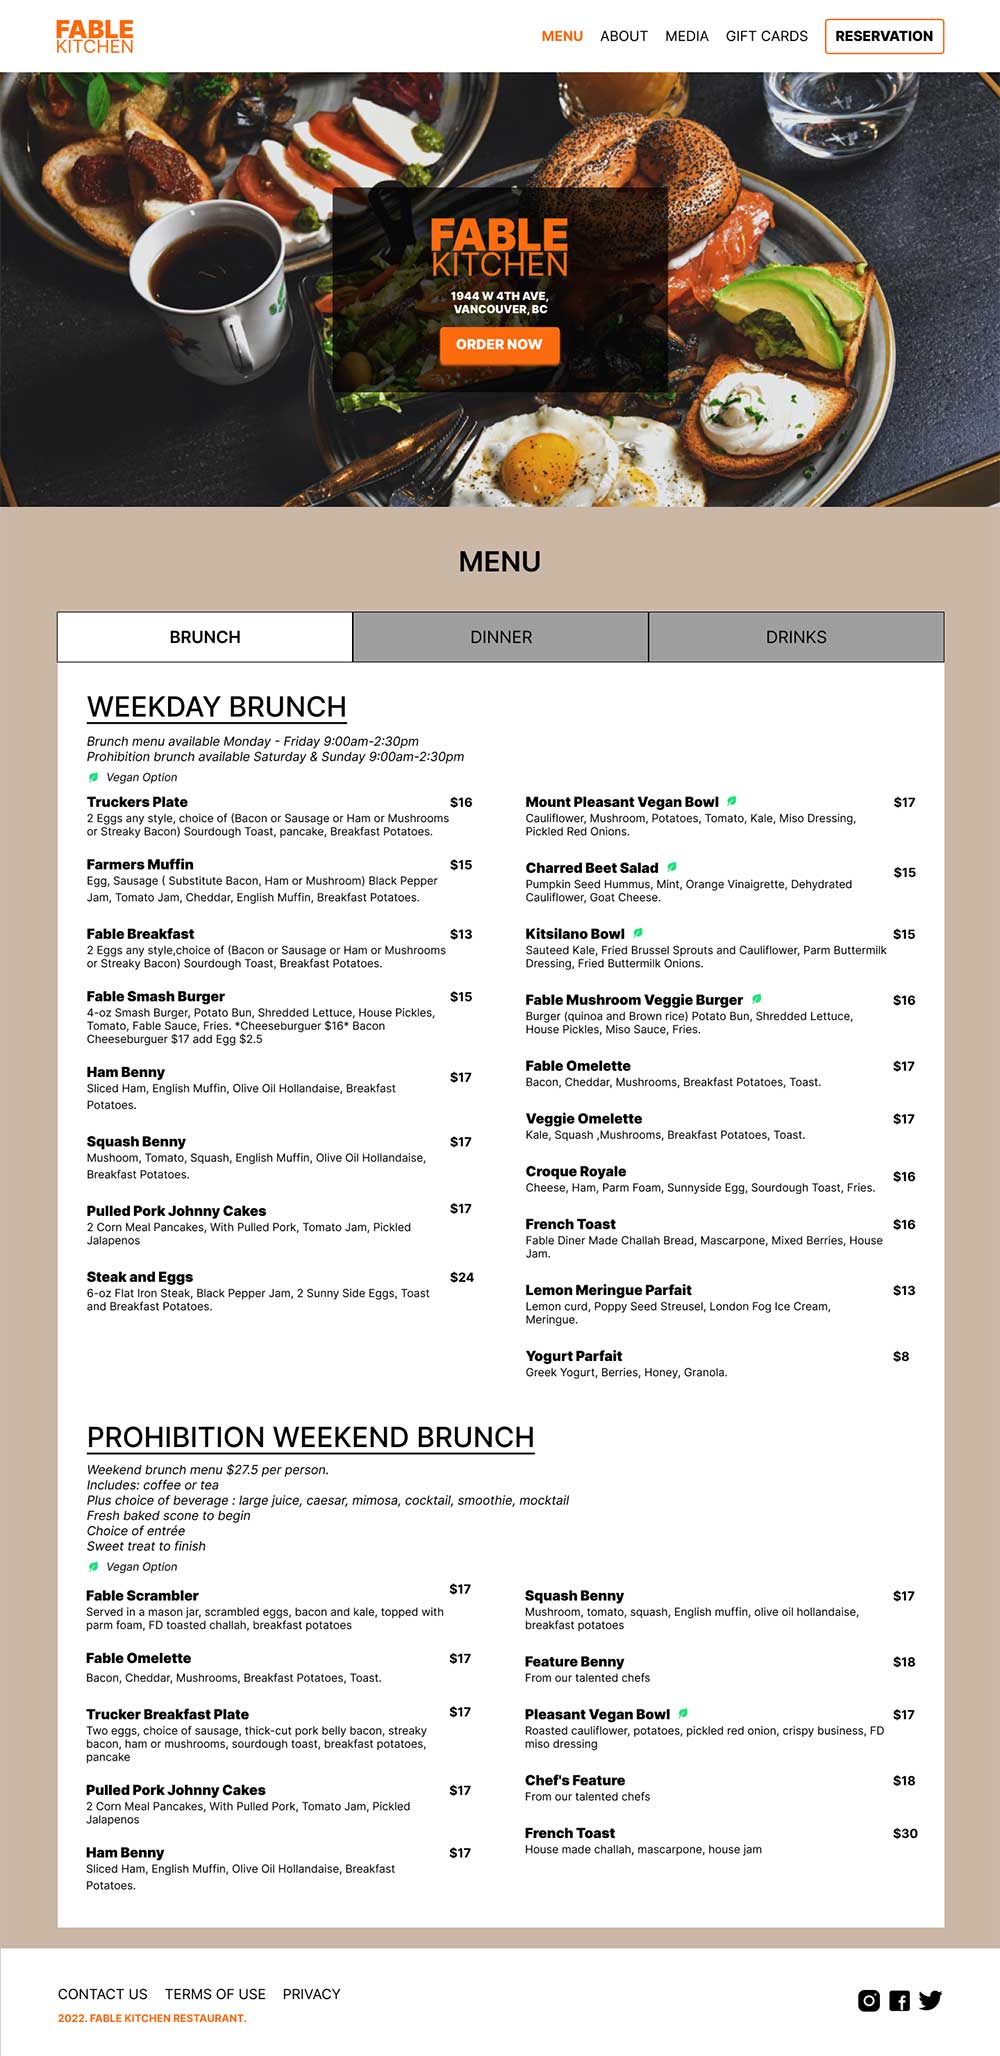 FABLE
KITCHEN
MENU ABOUT MEDIA GIFT CARDS RESERVATION
FABLE
KITCHEN
1944 W 4TH AVE,
VANCOUVER, BC
ORDER NOW
MENU
BRUNCH DINNER DRINKS
WEEKDAY BRUNCH
Brunch menu available Monday - Friday 9:00am-2:30pm
Prohibition brunch available Saturday & Sunday 9:00am-2:30pm
Vegan Option
Truckers Plate $16
2 Eggs any style, choice of (Bacon or Sausage or Ham or Mushrooms
or Streaky Bacon) Sourdough Toast, pancake, Breakfast Potatoes.
Farmers Muffin $15
Egg, Sausage ( Substitute Bacon, Ham or Mushroom) Black Pepper
Jam, Tomato Jam, Cheddar, English Muffin, Breakfast Potatoes.
Fable Breakfast $13
2 Eggs any style,choice of (Bacon or Sausage or Ham or Mushrooms
or Streaky Bacon) Sourdough Toast, Breakfast Potatoes.
Fable Smash Burger $15
4-oz Smash Burger, Potato Bun, Shredded Lettuce, House Pickles,
Tomato, Fable Sauce, Fries. *Cheeseburguer $16* Bacon
Cheeseburguer $17 add Egg $2.5
Ham Benny $17
Sliced Ham, English Muffin, Olive Oil Hollandaise, Breakfast
Potatoes.
Squash Benny $17
Mushoom, Tomato, Squash, English Muffin, Olive Oil Hollandaise,
Breakfast Potatoes.
Pulled Pork Johnny Cakes $17
2 Corn Meal Pancakes, With Pulled Pork, Tomato Jam, Pickled
Jalapenos
Steak and Eggs $24
6-oz Flat Iron Steak, Black Pepper Jam, 2 Sunny Side Eggs, Toast
and Breakfast Potatoes.
Mount Pleasant Vegan Bowl $17
Cauliflower, Mushroom, Potatoes, Tomato, Kale, Miso Dressing,
Pickled Red Onions.
Charred Beet Salad $15
Pumpkin Seed Hummus, Mint, Orange Vinaigrette, Dehydrated
Cauliflower, Goat Cheese.
Kitsilano Bowl $15
Sauteed Kale, Fried Brussel Sprouts and Cauliflower, Parm Buttermilk
Dressing, Fried Buttermilk Onions.
Fable Mushroom Veggie Burger $16
Burger (quinoa and Brown rice) Potato Bun, Shredded Lettuce,
House Pickles, Miso Sauce, Fries.
Fable Omelette $17
Bacon, Cheddar, Mushrooms, Breakfast Potatoes, Toast.
Veggie Omelette $17
Kale, Squash ,Mushrooms, Breakfast Potatoes, Toast.
Croque Royale $16
Cheese, Ham, Parm Foam, Sunnyside Egg, Sourdough Toast, Fries.
French Toast $16
Fable Diner Made Challah Bread, Mascarpone, Mixed Berries, House
Jam.
Lemon Meringue Parfait $13
Lemon curd, Poppy Seed Streusel, London Fog Ice Cream,
Meringue.
Yogurt Parfait $8
Greek Yogurt, Berries, Honey, Granola.
PROHIBITION WEEKEND BRUNCH
Weekend brunch menu $27.5 per person.
Includes: coffee or tea
Plus choice of beverage : large juice, caesar, mimosa, cocktail, smoothie, mocktail
Fresh baked scone to begin
Choice of entrée
Sweet treat to finish
Vegan Option
Fable Scrambler $17
Served in a mason jar, scrambled eggs, bacon and kale, topped with
parm foam, FD toasted challah, breakfast potatoes
Fable Omelette $17
Bacon, Cheddar, Mushrooms, Breakfast Potatoes, Toast.
Trucker Breakfast Plate $17
Two eggs, choice of sausage, thick-cut pork belly bacon, streaky
bacon, ham or mushrooms, sourdough toast, breakfast potatoes,
pancake
Pulled Pork Johnny Cakes $17
2 Corn Meal Pancakes, With Pulled Pork, Tomato Jam, Pickled
Jalapenos
Ham Benny $17
Sliced Ham, English Muffin, Olive Oil Hollandaise, Breakfast
Potatoes.
Squash Benny $17
Mushroom, tomato, squash, English muffin, olive oil hollandaise,
breakfast potatoes
Feature Benny $18
From our talented chefs
Pleasant Vegan Bowl $17
Roasted cauliflower, potatoes, pickled red onion, crispy business, FD
miso dressing
Chef's Feature $18
From our talented chefs
French Toast $30
House made challah, mascarpone, house jam
CONTACT US TERMS OF USE PRIVACY
2022. FABLE KITCHEN RESTAURANT.